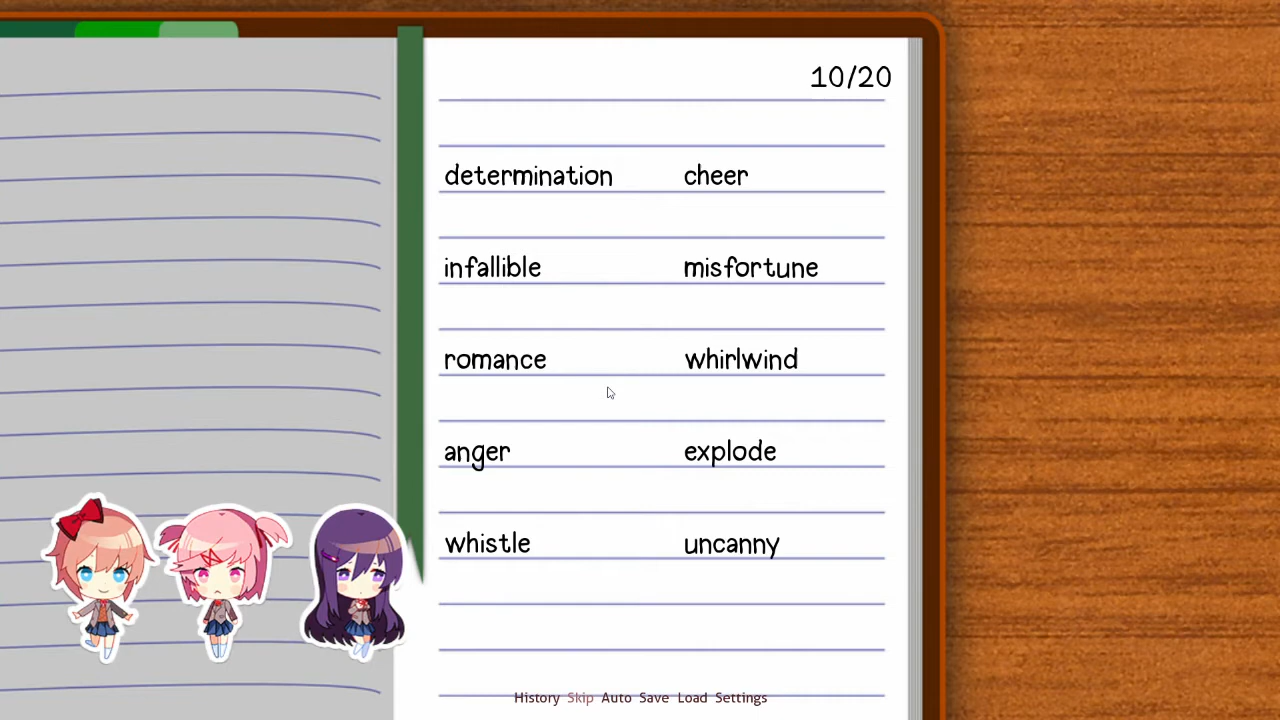 10/20
determination cheer
infallible misfortune
romance whirlwind
anger explode
whistle uncanny
History Skip Auto Save Load Settings